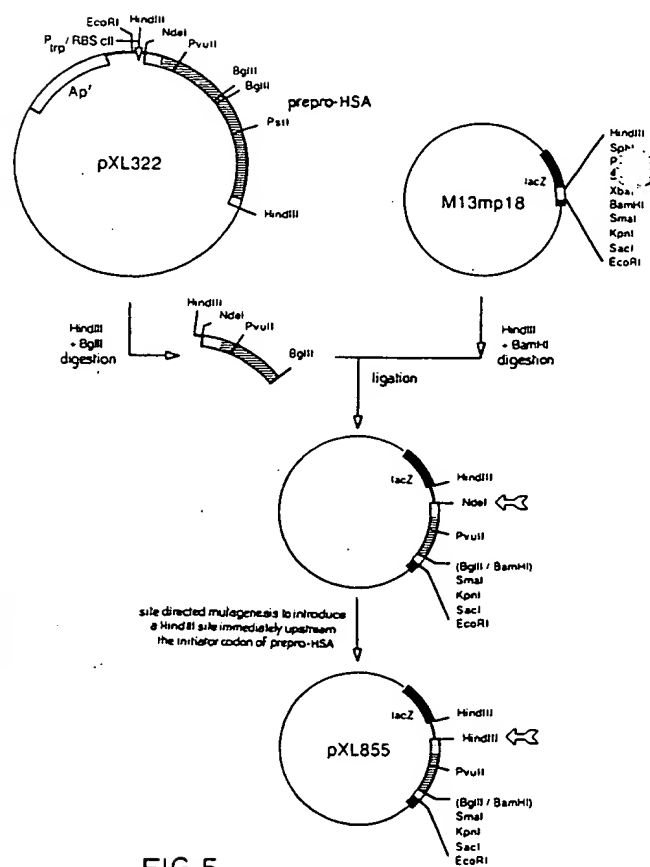 EcoRI HindIII
Ptrp/ RBS cII NdeI
PvuII
BglII
BglII
prepro-HSA
PstI
Apʳ
pXL322
HindIII
lacZ
M13mp18
HindIII
SphI
XbaI
BamHI
SmaI
KpnI
SacI
EcoRI
HindIII
+ BglII
digestion
HindIII
NdeI
PvuII
BglII
HindIII
+ BamHI
digestion
ligation
lacZ
HindIII
NdeI
PvuII
(BglII / BamHI)
SmaI
KpnI
SacI
EcoRI
site directed mutagenesis to introduce
a HindIII site immediately upstream
the initiator codon of prepro-HSA
lacZ
HindIII
HindIII
pXL855
PvuII
(BglII / BamHI)
SmaI
KpnI
SacI
EcoRI
FIG. 5